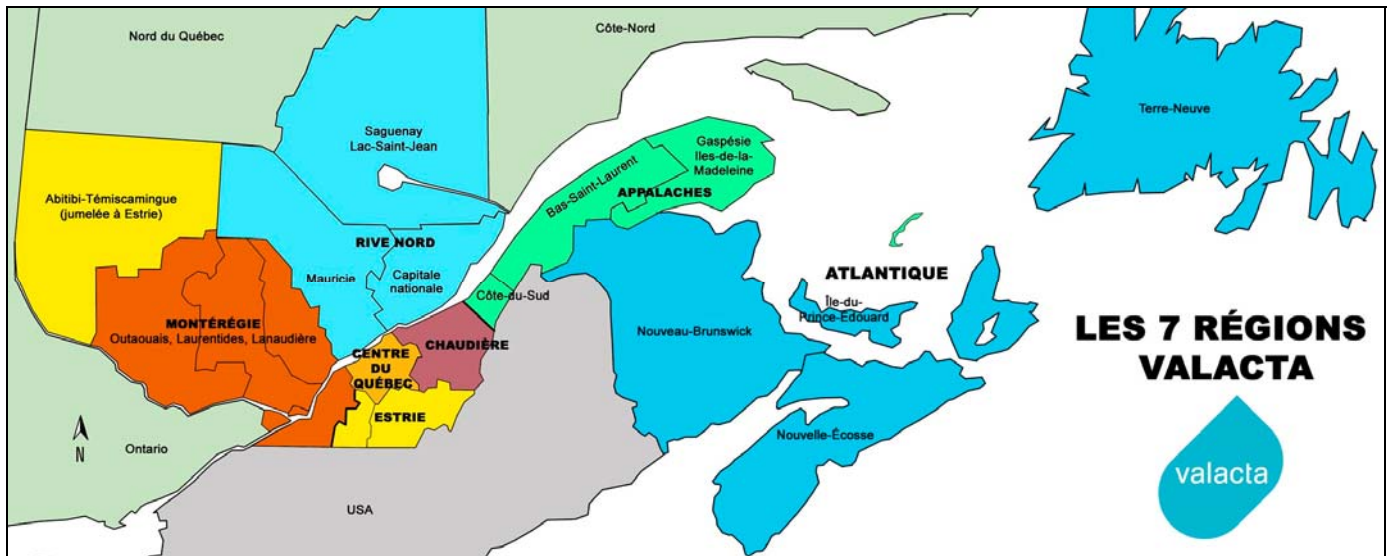 Nord du Québec
Côte-Nord
Terre-Neuve
Saguenay
Lac-Saint-Jean
Gaspésie
Iles-de-la-
Madeleine
Bas-Saint-Laurent
APPALACHES
Abitibi-Témiscamingue
(jumelée à Estrie)
RIVE NORD
Mauricie
Capitale
nationale
ATLANTIQUE
Côte-du-Sud
Île-du-
Prince-Édouard
MONTÉRÉGIE
Outaouais, Laurentides, Lanaudière
Nouveau-Brunswick
CHAUDIÈRE
CENTRE
DU
QUÉBEC
ESTRIE
LES 7 RÉGIONS
VALACTA
N
Ontario
Nouvelle-Écosse
valacta
USA